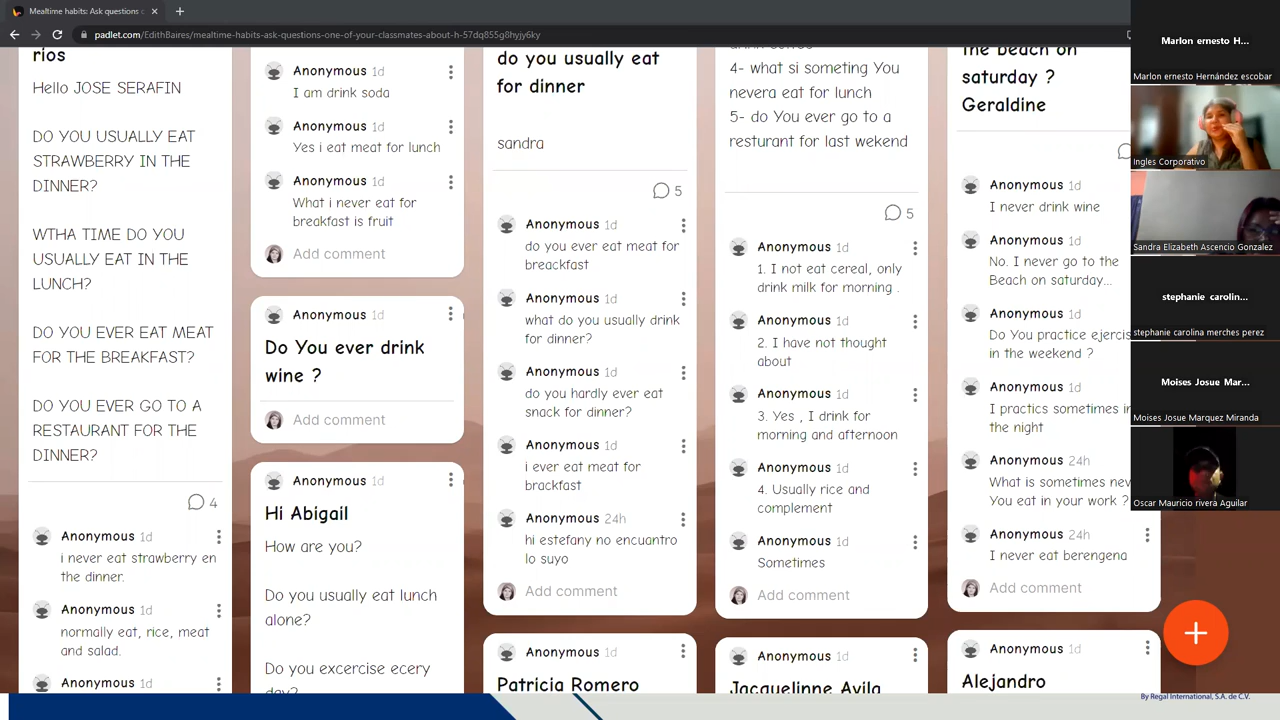 Mealtime habits: Ask questions c
padlet.com/EdithBaires/mealtime-habits-ask-questions-one-of-your-classmates-about-h-57dq855g8hyjy6ky
ríos
Hello JOSE SERAFIN
DO YOU USUALLY EAT
STRAWBERRY IN THE
DINNER?
WTHA TIME DO YOU
USUALLY EAT IN THE
LUNCH?
DO YOU EVER EAT MEAT
FOR THE BREAKFAST?
DO YOU EVER GO TO A
RESTAURANT FOR THE
DINNER?
4
Anonymous 1d
i never eat strawberry en
the dinner.
Anonymous 1d
normally eat, rice, meat
and salad.
Anonymous 1d
Anonymous 1d
I am drink soda
Anonymous 1d
Yes i eat meat for lunch
Anonymous 1d
What i never eat for
breakfast is fruit
Add comment
Anonymous 1d
Do You ever drink
wine ?
Add comment
Anonymous 1d
Hi Abigail
How are you?
Do you usually eat lunch
alone?
Do you excercise ecery
day?
do you usually eat
for dinner
sandra
5
Anonymous 1d
do you ever eat meat for
breackfast
Anonymous 1d
what do you usually drink
for dinner?
Anonymous 1d
do you hardly ever eat
snack for dinner?
Anonymous 1d
i ever eat meat for
brackfast
Anonymous 24h
hi estefany no encuantro
lo suyo
Add comment
Anonymous 1d
Patricia Romero
4- what si someting You
nevera eat for lunch
5- do You ever go to a
resturant for last wekend
5
Anonymous 1d
1. I not eat cereal, only
drink milk for morning .
Anonymous 1d
2. I have not thought
about
Anonymous 1d
3. Yes , I drink for
morning and afternoon
Anonymous 1d
4. Usually rice and
complement
Anonymous 1d
Sometimes
Add comment
Anonymous 1d
Jacquelinne Avila
the beach on
saturday ?
Geraldine
Anonymous 1d
I never drink wine
Anonymous 1d
No. I never go to the
Beach on saturday...
Anonymous 1d
Do You practice ejercis
in the weekend ?
Anonymous 1d
I practics sometimes in
the night
Anonymous 24h
What is sometimes nev
You eat in your work ?
Anonymous 24h
I never eat berengena
Add comment
Anonymous 1d
Alejandro
Marlon ernesto H...
Marlon ernesto Hernández escobar
Ingles Corporativo
Sandra Elizabeth Ascencio Gonzalez
stephanie carolin...
stephanie carolina merches perez
Moises Josue Mar...
Moises Josue Marquez Miranda
Oscar Mauricio rivera Aguilar
By Regal International, S.A. de C.V.